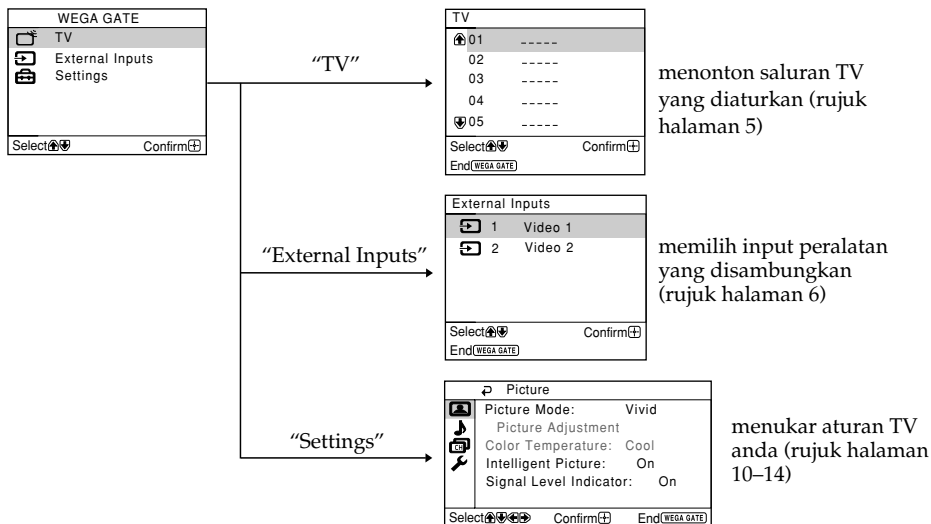 WEGA GATE
TV
External Inputs
Settings
Select Confirm
"TV"
TV
01 -----
02 -----
03 -----
04 -----
05 -----
Select Confirm
End WEGA GATE
menonton saluran TV
yang diaturkan (rujuk
halaman 5)
"External Inputs"
External Inputs
1 Video 1
2 Video 2
Select Confirm
End WEGA GATE
memilih input peralatan
yang disambungkan
(rujuk halaman 6)
"Settings"
Picture
Picture Mode: Vivid
Picture Adjustment
CH
Color Temperature: Cool
Intelligent Picture: On
Signal Level Indicator: On
Select Confirm End WEGA GATE
menukar aturan TV
anda (rujuk halaman
10–14)